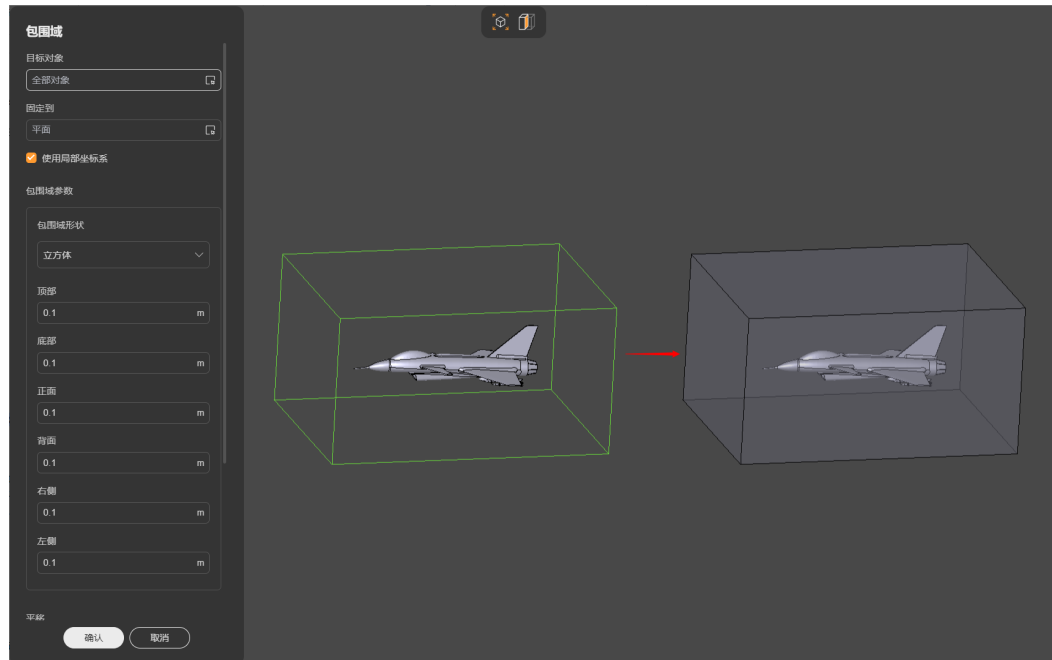 包围域
目标对象
全部对象
固定到
平面
使用局部坐标系
包围域参数
包围域形状
立方体
顶部
0.1 m
底部
0.1 m
正面
0.1 m
背面
0.1 m
右侧
0.1 m
左侧
0.1 m
平移
确认 取消